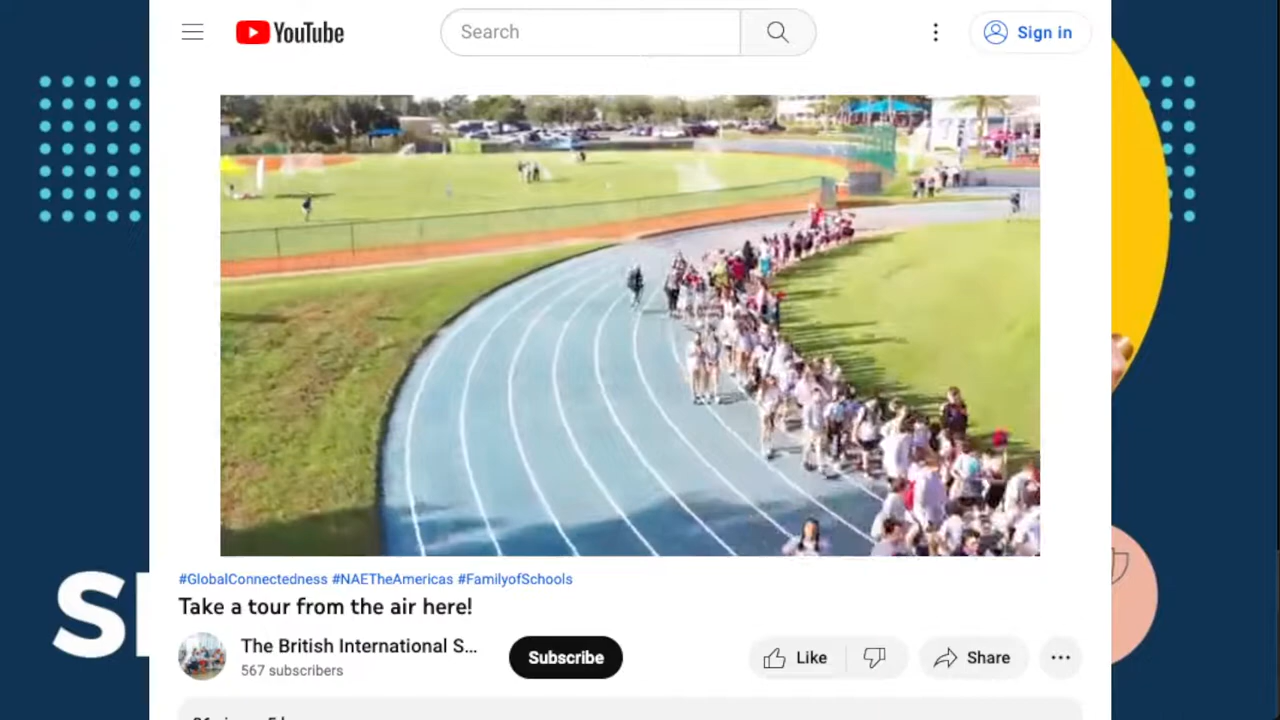 YouTube
Search
Sign in
#GlobalConnectedness #NAETheAmericas #FamilyofSchools
Take a tour from the air here!
The British International S...
567 subscribers
Subscribe
Like
Share